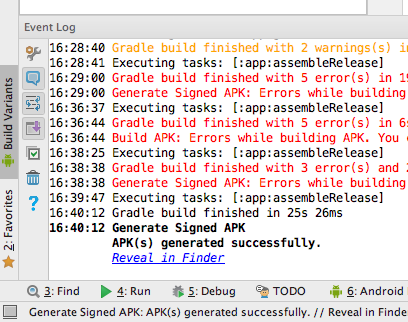 Event Log
16:28:40 Gradle build finished with 2 warnings(s) in
16:28:41 Executing tasks: [:app:assembleRelease]
16:29:00 Gradle build finished with 5 error(s) in 19
16:29:00 Generate Signed APK: Errors while building
16:36:37 Executing tasks: [:app:assembleRelease]
16:36:44 Gradle build finished with 5 error(s) in 6s
16:36:44 Build APK: Errors while building APK. You c
16:38:25 Executing tasks: [:app:assembleRelease]
16:38:38 Gradle build finished with 3 error(s) and 2
16:38:38 Generate Signed APK: Errors while building
16:39:47 Executing tasks: [:app:assembleRelease]
16:40:12 Gradle build finished in 25s 26ms
16:40:12 Generate Signed APK
APK(s) generated successfully.
Reveal in Finder
Build Variants
2: Favorites
3: Find
4: Run
5: Debug
TODO
6: Android
Generate Signed APK: APK(s) generated successfully. // Reveal in Finder